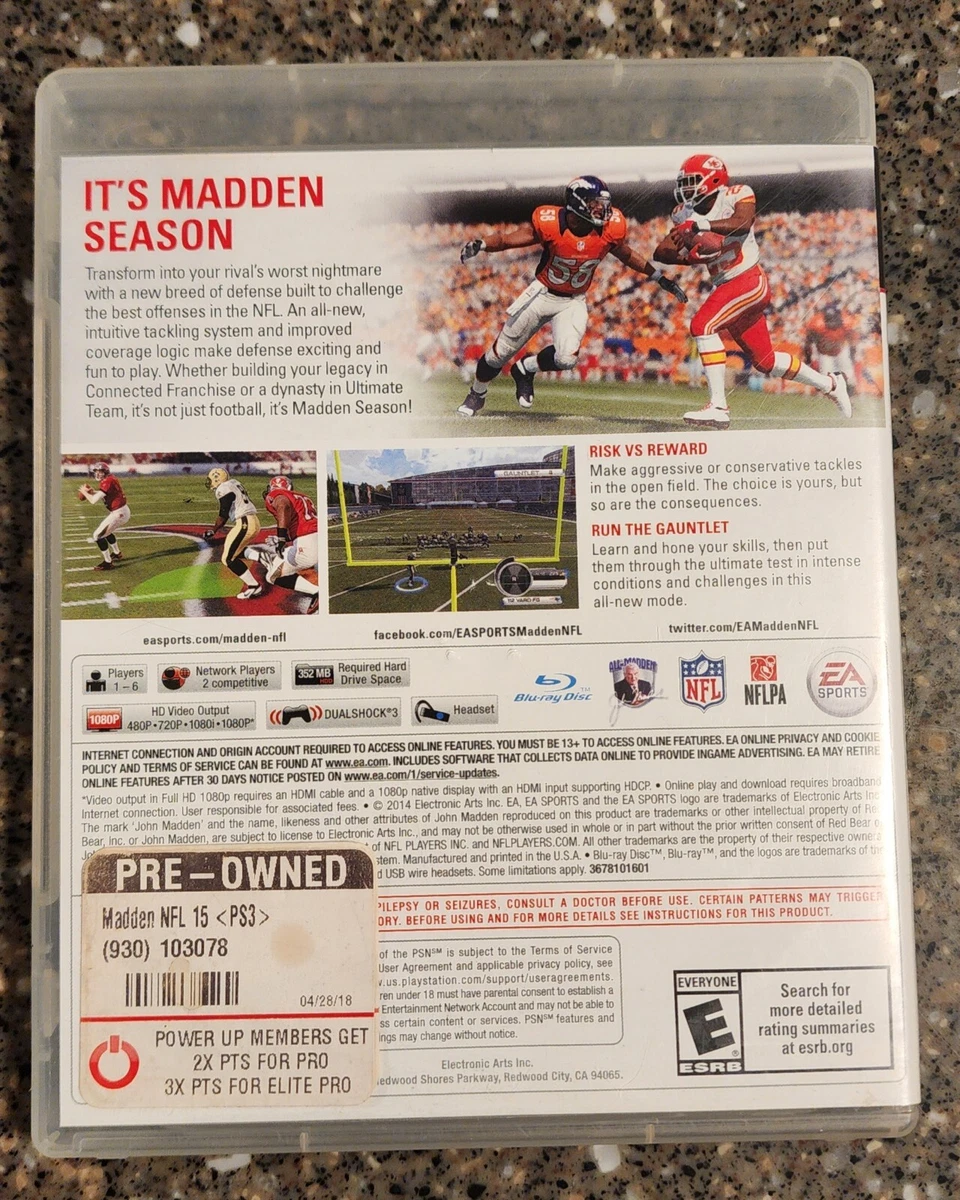 IT'S MADDEN
SEASON
Transform into your rival's worst nightmare
with a new breed of defense built to challenge
the best offenses in the NFL. An all-new,
intuitive tackling system and improved
coverage logic make defense exciting and
fun to play. Whether building your legacy in
Connected Franchise or a dynasty in Ultimate
Team, it's not just football, it's Madden Season!
58
58
GAUNTLET 4
RISK VS REWARD
Make aggressive or conservative tackles
in the open field. The choice is yours, but
so are the consequences.
RUN THE GAUNTLET
Learn and hone your skills, then put
them through the ultimate test in intense
conditions and challenges in this
all-new mode.
easports.com/madden-nfl
facebook.com/EASPORTSMaddenNFL
twitter.com/EAMaddenNFL
Players
1 – 6
Network Players
2 competitive
352 MB
HDD
Required Hard
Drive Space
1080P
HD Video Output
480P•720P•1080i•1080P*
DUALSHOCK®3
Headset
Blu-ray Disc™
ALL-MADDEN
NFL
NFLPA
EA
SPORTS™
INTERNET CONNECTION AND ORIGIN ACCOUNT REQUIRED TO ACCESS ONLINE FEATURES. YOU MUST BE 13+ TO ACCESS ONLINE FEATURES. EA ONLINE PRIVACY AND COOKIE
POLICY AND TERMS OF SERVICE CAN BE FOUND AT www.ea.com. INCLUDES SOFTWARE THAT COLLECTS DATA ONLINE TO PROVIDE INGAME ADVERTISING. EA MAY RETIRE
ONLINE FEATURES AFTER 30 DAYS NOTICE POSTED ON www.ea.com/1/service-updates.
*Video output in Full HD 1080p requires an HDMI cable and a 1080p native display with an HDMI input supporting HDCP. • Online play and download requires broadband
Internet connection. User responsible for associated fees. • © 2014 Electronic Arts Inc. EA, EA SPORTS and the EA SPORTS logo are trademarks of Electronic Arts Inc
The mark 'John Madden' and the name, likeness and other attributes of John Madden reproduced on this product are trademarks or other intellectual property of Re
Bear, Inc. or John Madden, are subject to license to Electronic Arts Inc., and may not be otherwise used in whole or in part without the prior written consent of Red Bear o
of NFL PLAYERS INC. and NFLPLAYERS.COM. All other trademarks are the property of their respective owner
stem. Manufactured and printed in the U.S.A. • Blu-ray Disc™, Blu-ray™, and the logos are trademarks of the
d USB wire headsets. Some limitations apply. 3678101601
PILEPSY OR SEIZURES, CONSULT A DOCTOR BEFORE USE. CERTAIN PATTERNS MAY TRIGGER
ORY. BEFORE USING AND FOR MORE DETAILS SEE INSTRUCTIONS FOR THIS PRODUCT.
PRE–OWNED
Madden NFL 15 <PS3>
(930) 103078
04/28/18
POWER UP MEMBERS GET
2X PTS FOR PRO
3X PTS FOR ELITE PRO
of the PSN℠ is subject to the Terms of Service
User Agreement and applicable privacy policy, see
w.us.playstation.com/support/useragreements.
ren under 18 must have parental consent to establish a
Entertainment Network Account and may not be able to
ss certain content or services. PSN℠ features and
ings may change without notice.
Electronic Arts Inc.
edwood Shores Parkway, Redwood City, CA 94065.
EVERYONE
E
®
ESRB
Search for
more detailed
rating summaries
at esrb.org